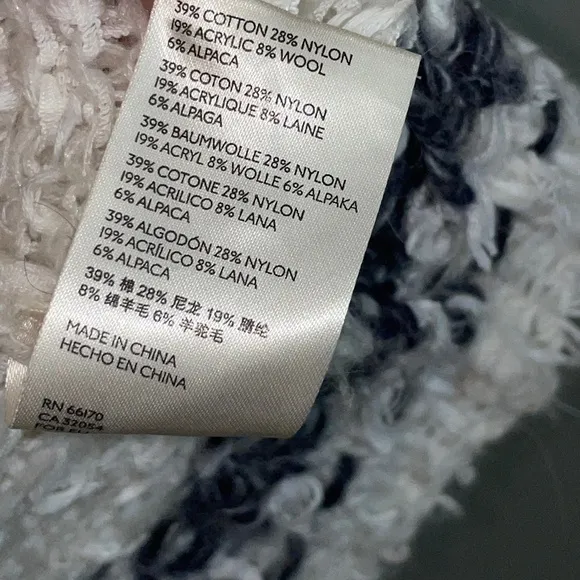 39% COTTON 28% NYLON
19% ACRYLIC 8% WOOL
6% ALPACA
39% COTON 28% NYLON
19% ACRYLIQUE 8% LAINE
6% ALPAGA
39% BAUMWOLLE 28% NYLON
19% ACRYL 8% WOLLE 6% ALPAKA
39% COTONE 28% NYLON
19% ACRILICO 8% LANA
6% ALPACA
39% ALGODÓN 28% NYLON
19% ACRÍLICO 8% LANA
6% ALPACA
39% 棉 28% 尼龙 19% 腈纶
8% 绵羊毛 6% 羊驼毛
MADE IN CHINA
HECHO EN CHINA
RN 66170
CA 32054
FOR